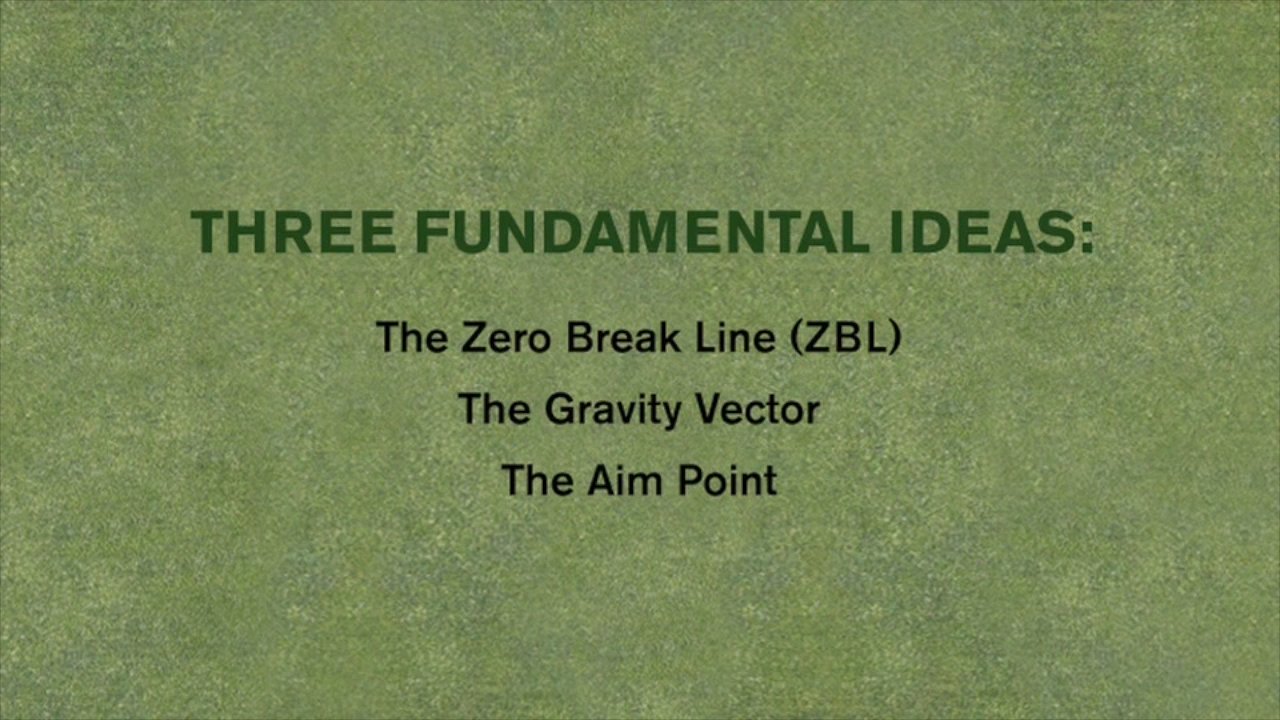 THREE FUNDAMENTAL IDEAS:
The Zero Break Line (ZBL)
The Gravity Vector
The Aim Point